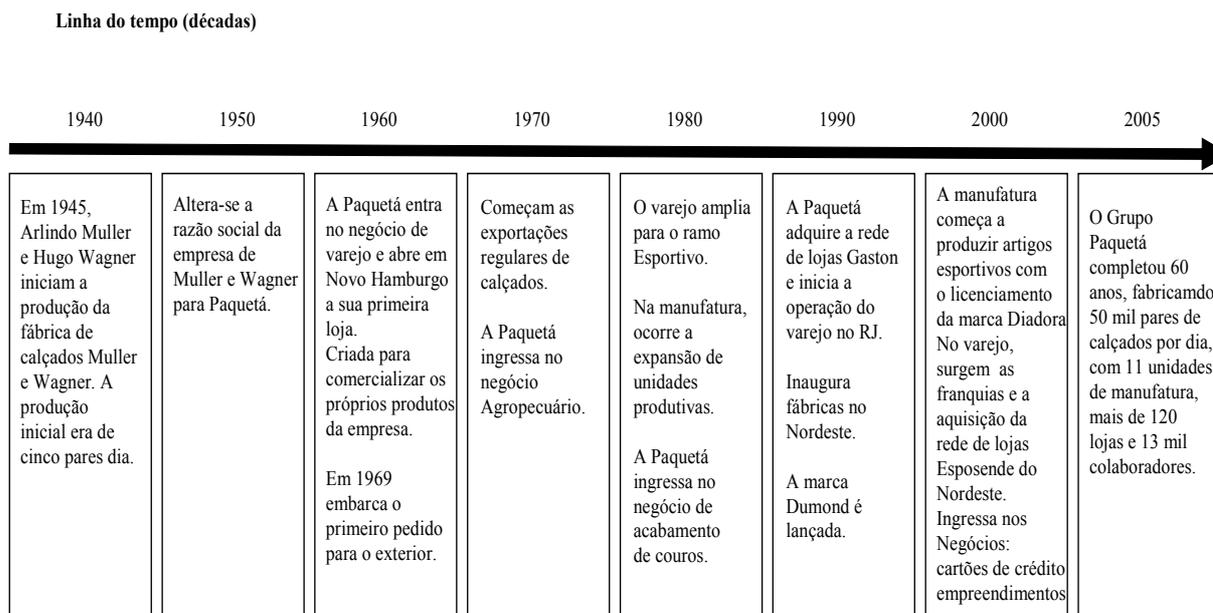 Linha do tempo (décadas)
1940
1950
1960
1970
1980
1990
2000
2005
Em 1945,
Arlindo Muller
e Hugo Wagner
iniciam a
produção da
fábrica de
calçados Muller
e Wagner. A
produção
inicial era de
cinco pares dia.
Altera-se a
razão social da
empresa de
Muller e Wagner
para Paquetá.
A Paquetá entra
no negócio de
varejo e abre em
Novo Hamburgo
a sua primeira
loja.
Criada para
comercializar os
próprios produtos
da empresa.
Em 1969
embarca o
primeiro pedido
para o exterior.
Começam as
exportações
regulares de
calçados.
A Paquetá
ingressa no
negócio
Agropecuário.
O varejo amplia
para o ramo
Esportivo.
Na manufatura,
ocorre a
expansão de
unidades
produtivas.
A Paquetá
ingressa no
negócio de
acabamento
de couros.
A Paquetá
adquire a rede
de lojas Gaston
e inicia a
operação do
varejo no RJ.
Inaugura
fábricas no
Nordeste.
A marca
Dumond é
lançada.
A manufatura
começa a
produzir artigos
esportivos com
o licenciamento
da marca Diadora
No varejo,
surgem as
franquias e a
aquisição da
rede de lojas
Esposende do
Nordeste.
Ingressa nos
Negócios:
cartões de crédito
empreendimentos
O Grupo
Paquetá
completou 60
anos, fabricamdo
50 mil pares de
calçados por dia,
com 11 unidades
de manufatura,
mais de 120
lojas e 13 mil
colaboradores.